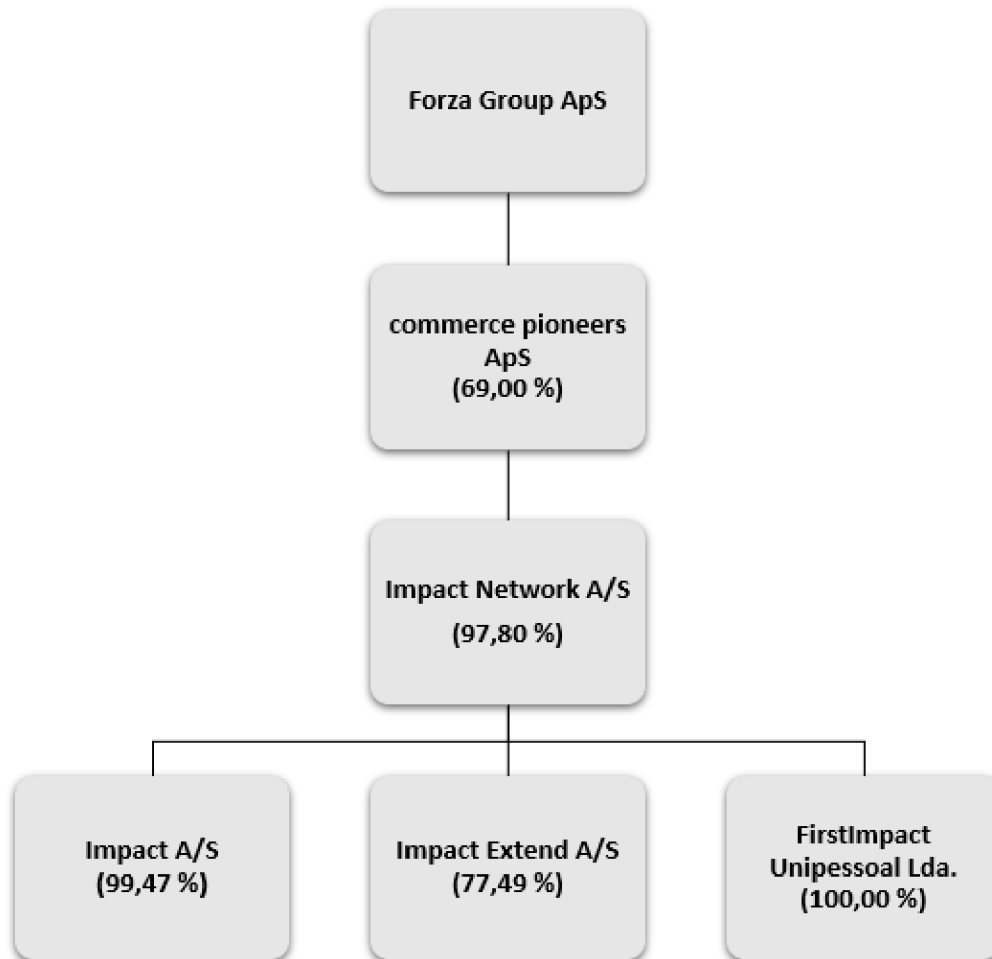 Forza Group ApS
commerce pioneers
ApS
(69,00 %)
Impact Network A/S
(97,80 %)
Impact A/S
(99,47 %)
Impact Extend A/S
(77,49 %)
FirstImpact
Unipessoal Lda.
(100,00 %)